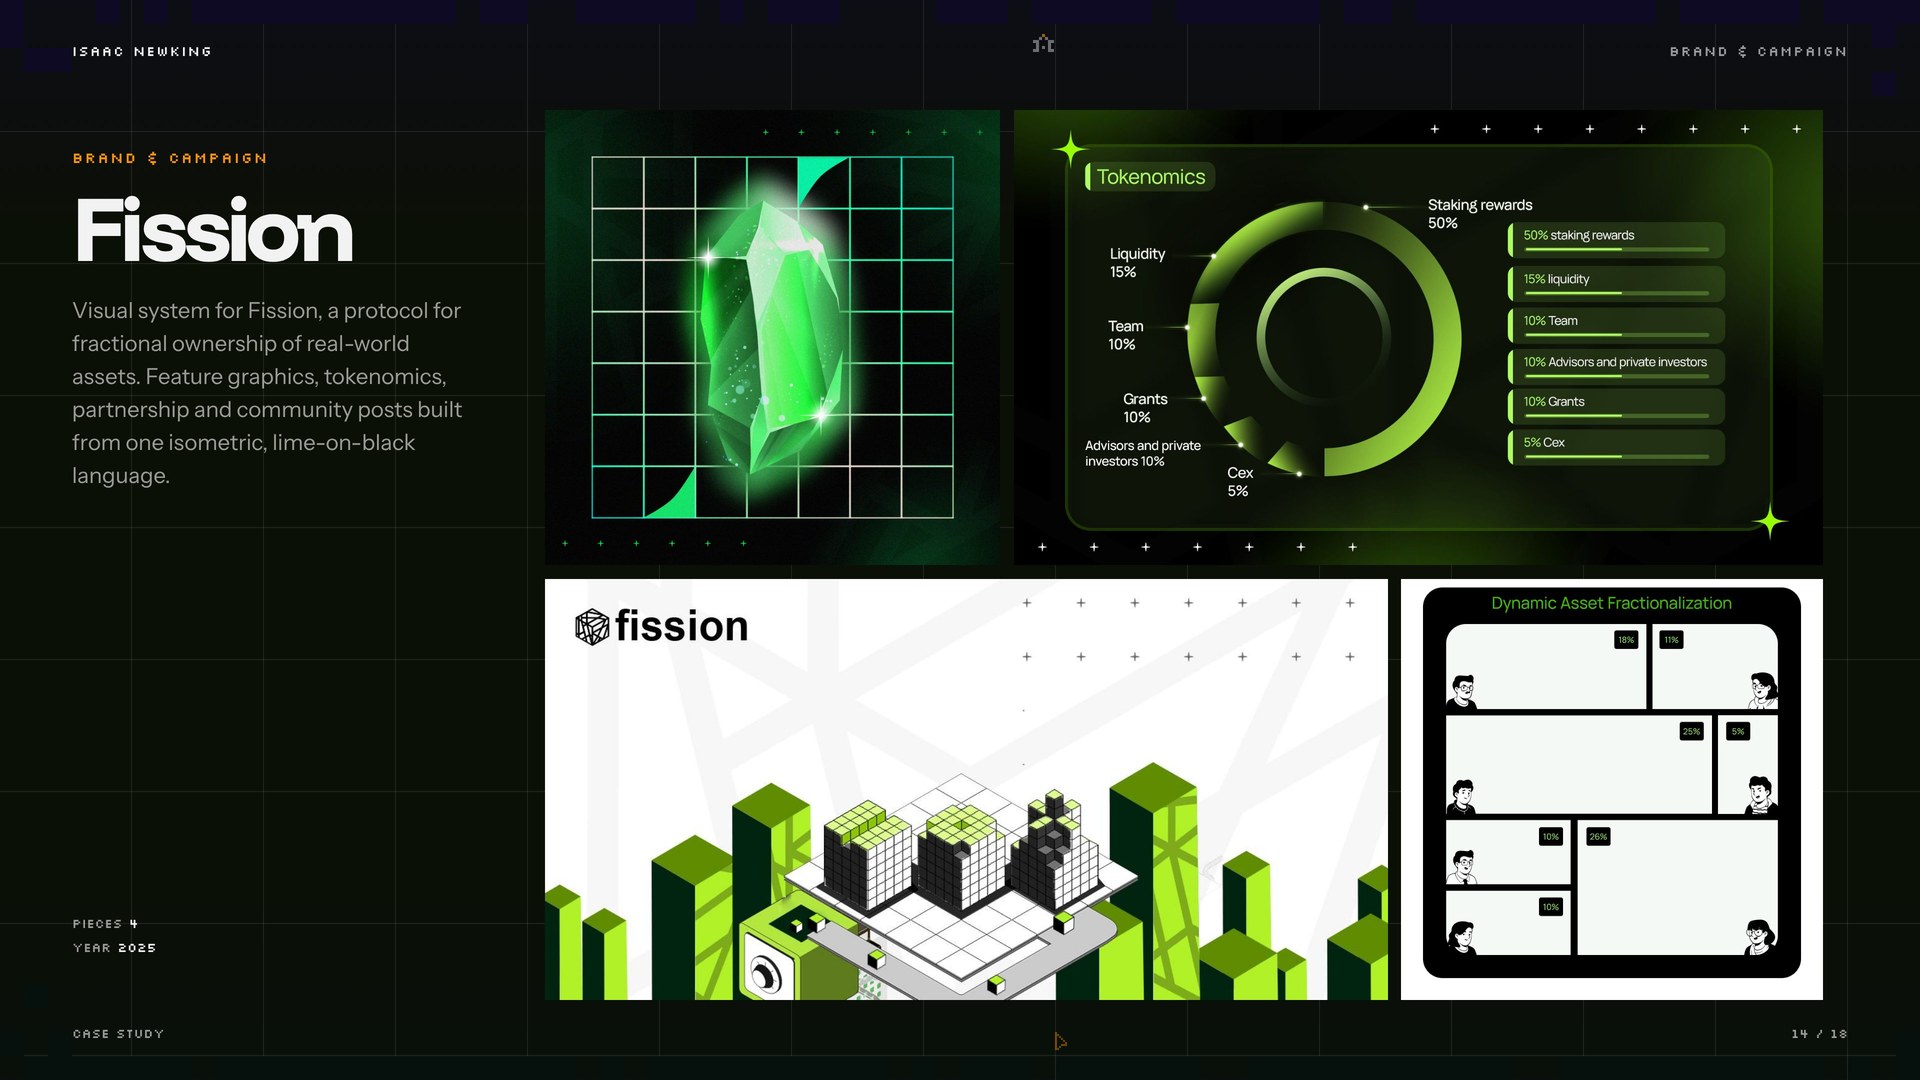 ISAAC NEWKING
BRAND & CAMPAIGN
BRAND & CAMPAIGN
Fission
Visual system for Fission, a protocol for
fractional ownership of real-world
assets. Feature graphics, tokenomics,
partnership and community posts built
from one isometric, lime-on-black
language.
PIECES 4
YEAR 2025
Tokenomics
Staking rewards
50%
Liquidity
15%
Team
10%
Grants
10%
Advisors and private
investors 10%
Cex
5%
50% staking rewards
15% liquidity
10% Team
10% Advisors and private investors
10% Grants
5% Cex
fission
Dynamic Asset Fractionalization
18%
11%
25%
5%
10%
26%
10%
CASE STUDY
14 / 18